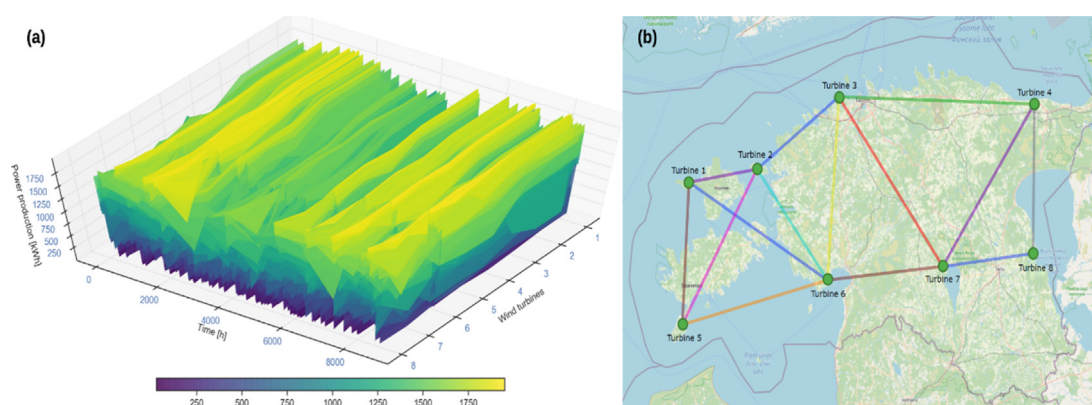 (a)
Power production [kWh]
1750
1500
1250
1000
750
500
250
0
2000
4000
6000
8000
Time [h]
1
2
3
4
5
6
7
8
Wind turbines
250
500
750
1000
1250
1500
1750
(b)
Turbine 3
Turbine 4
Turbine 2
Turbine 1
Turbine 6
Turbine 7
Turbine 8
Turbine 5